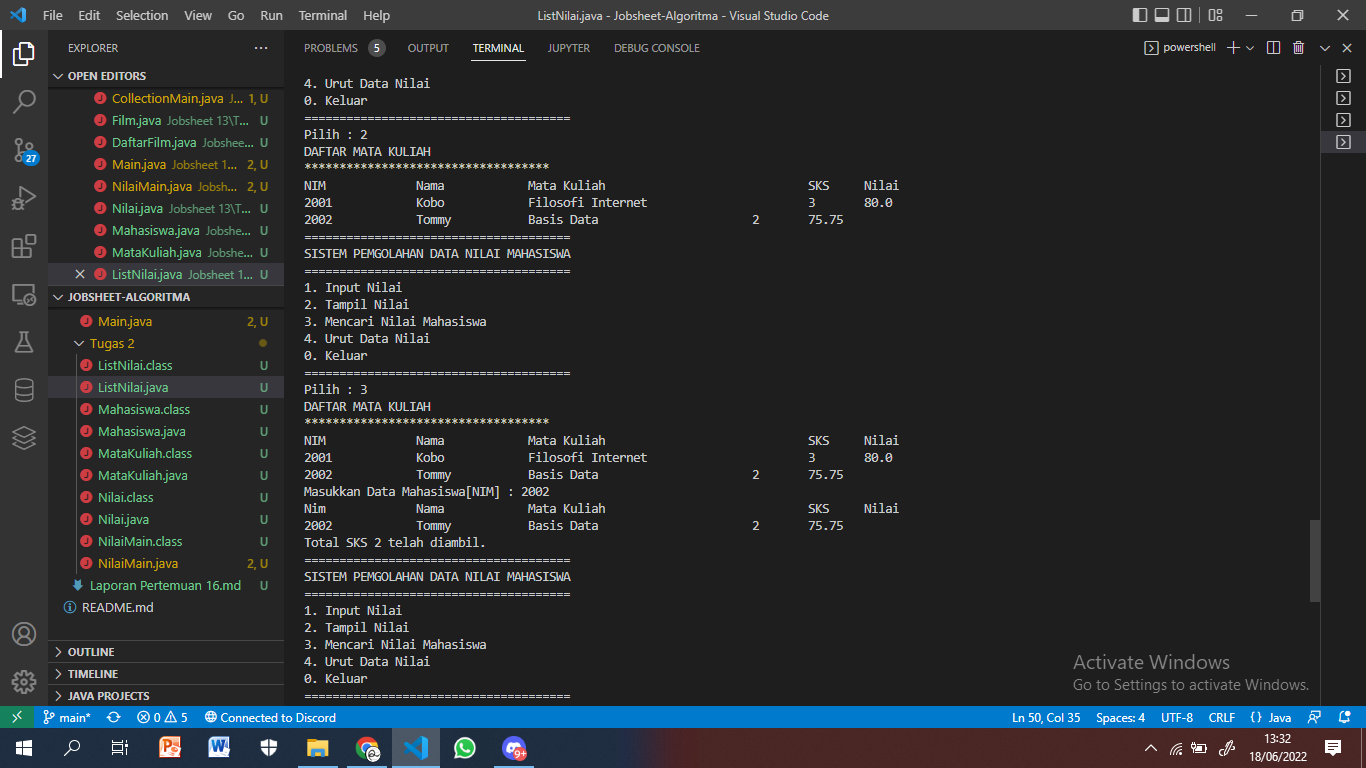 File Edit Selection View Go Run Terminal Help
ListNilai.java - Jobsheet-Algoritma - Visual Studio Code
EXPLORER
OPEN EDITORS
CollectionMain.java J... 1, U
Film.java Jobsheet 13\T... U
DaftarFilm.java Jobshee... U
Main.java Jobsheet 1... 2, U
NilaiMain.java Jobsh... 2, U
Nilai.java Jobsheet 13\T... U
Mahasiswa.java Jobshe... U
MataKuliah.java Jobshe... U
ListNilai.java Jobsheet 1... U
JOBSHEET-ALGORITMA
Main.java 2, U
Tugas 2
ListNilai.class U
ListNilai.java U
Mahasiswa.class U
Mahasiswa.java U
MataKuliah.class U
MataKuliah.java U
Nilai.class U
Nilai.java U
NilaiMain.class U
NilaiMain.java 2, U
Laporan Pertemuan 16.md U
README.md
OUTLINE
TIMELINE
JAVA PROJECTS
27
PROBLEMS 5 OUTPUT TERMINAL JUPYTER DEBUG CONSOLE
powershell
4. Urut Data Nilai
0. Keluar
======================================
Pilih : 2
DAFTAR MATA KULIAH
***********************************
NIM Nama Mata Kuliah SKS Nilai
2001 Kobo Filosofi Internet 3 80.0
2002 Tommy Basis Data 2 75.75
======================================
SISTEM PEMGOLAHAN DATA NILAI MAHASISWA
======================================
1. Input Nilai
2. Tampil Nilai
3. Mencari Nilai Mahasiswa
4. Urut Data Nilai
0. Keluar
======================================
Pilih : 3
DAFTAR MATA KULIAH
***********************************
NIM Nama Mata Kuliah SKS Nilai
2001 Kobo Filosofi Internet 3 80.0
2002 Tommy Basis Data 2 75.75
Masukkan Data Mahasiswa[NIM] : 2002
Nim Nama Mata Kuliah SKS Nilai
2002 Tommy Basis Data 2 75.75
Total SKS 2 telah diambil.
======================================
SISTEM PEMGOLAHAN DATA NILAI MAHASISWA
======================================
1. Input Nilai
2. Tampil Nilai
3. Mencari Nilai Mahasiswa
4. Urut Data Nilai
0. Keluar
======================================
Activate Windows
Go to Settings to activate Windows.
main* 0 5 Connected to Discord
Ln 50, Col 35 Spaces: 4 UTF-8 CRLF {} Java
9+
13:32
18/06/2022